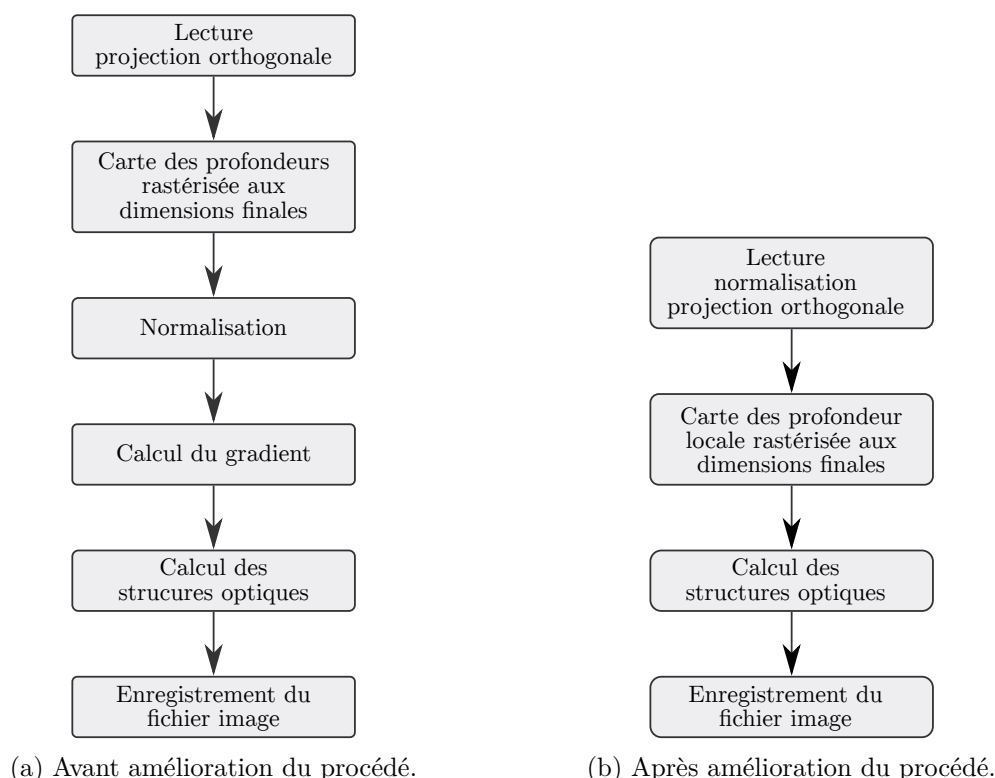 Lecture
projection orthogonale
Carte des profondeurs
rastérisée aux
dimensions finales
Normalisation
Calcul du gradient
Calcul des
strucures optiques
Enregistrement du
fichier image
(a) Avant amélioration du procédé.
Lecture
normalisation
projection orthogonale
Carte des profondeur
locale rastérisée aux
dimensions finales
Calcul des
structures optiques
Enregistrement du
fichier image
(b) Après amélioration du procédé.